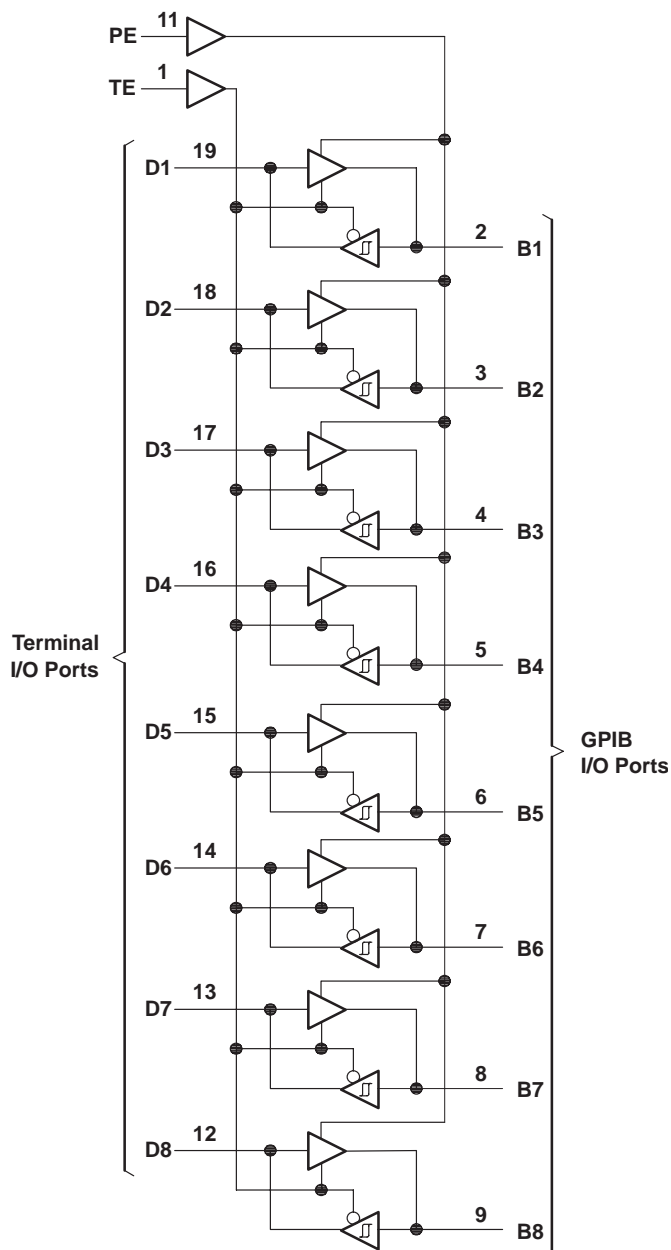 PE 11
TE 1
D1 19
2 B1
D2 18
3 B2
D3 17
4 B3
D4 16
5 B4
Terminal
I/O Ports
D5 15
GPIB
I/O Ports
6 B5
D6 14
7 B6
D7 13
8 B7
D8 12
9 B8